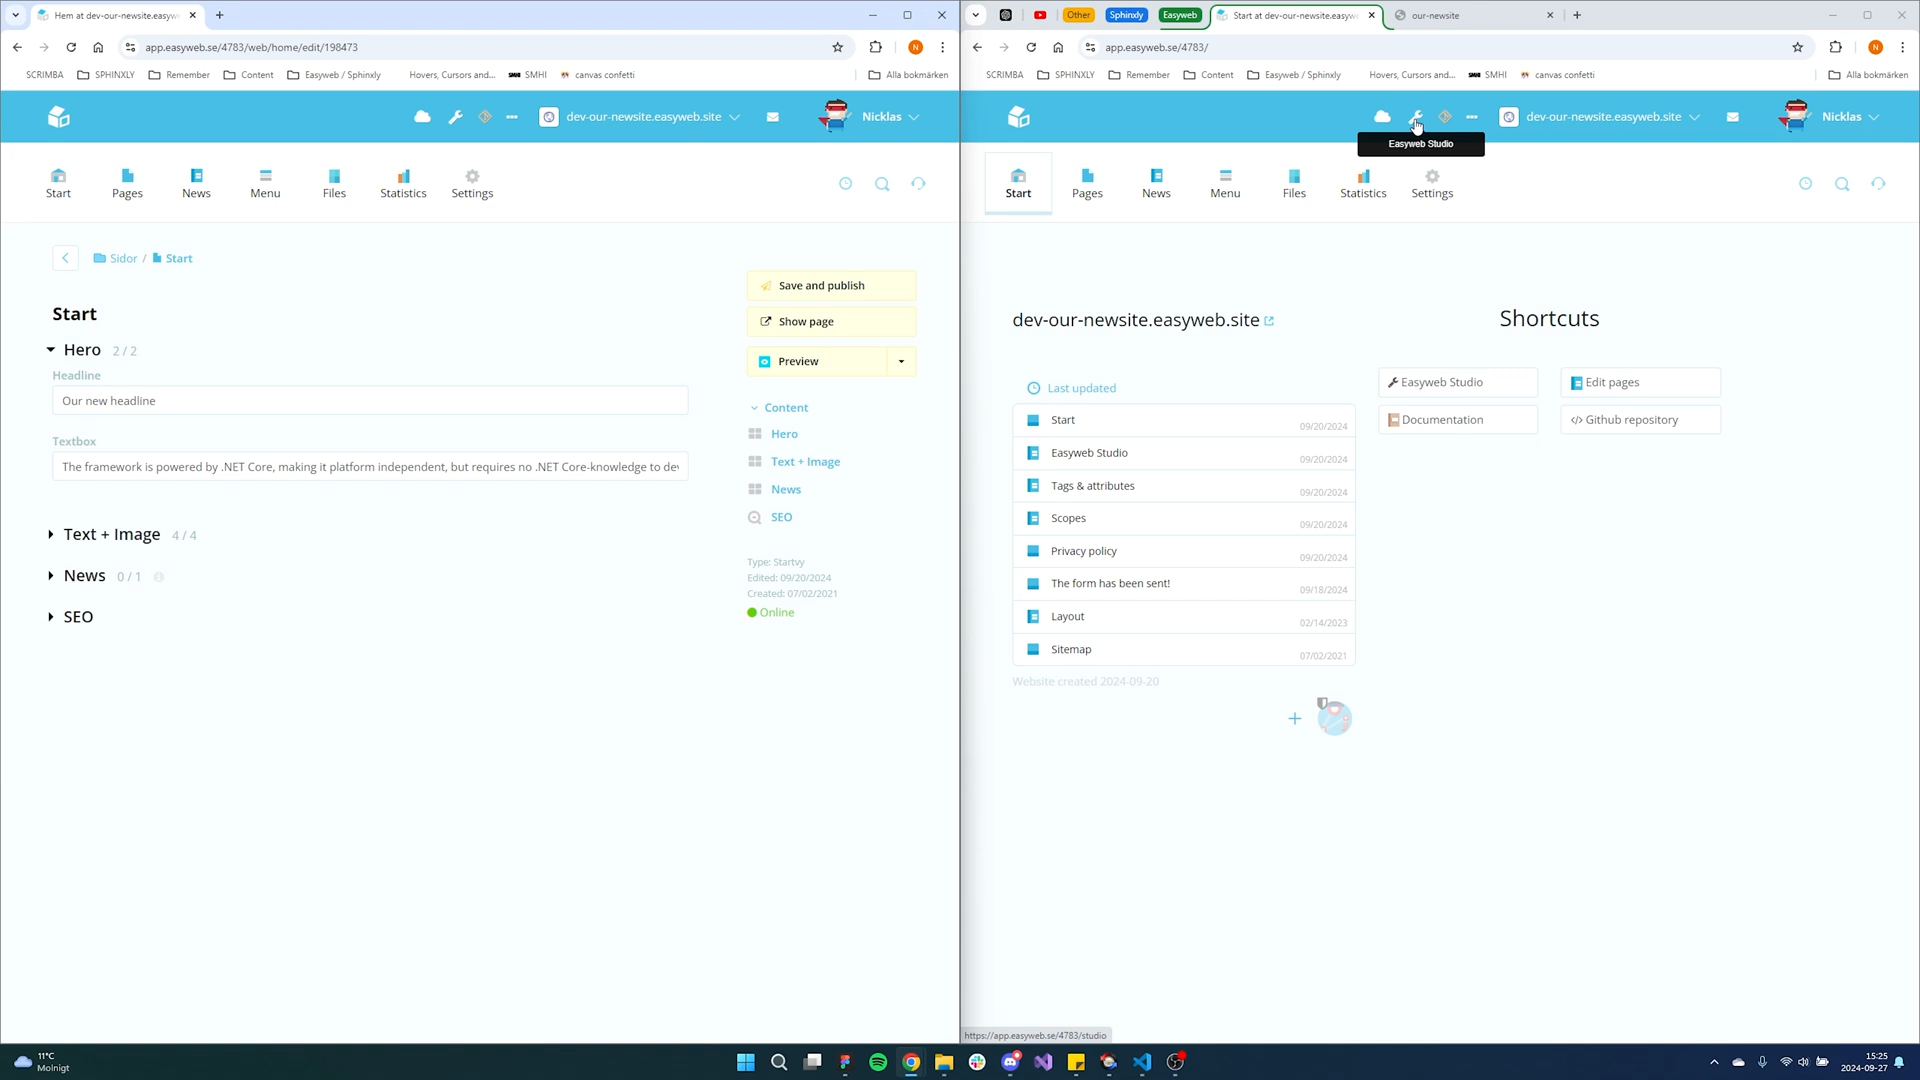 Hem at dev-our-newsite.easyw
app.easyweb.se/4783/web/home/edit/198473
N
SCRIMBA
SPHINXLY
Remember
Content
Easyweb / Sphinxly
Hovers, Cursors and...
SMHI
canvas confetti
Alla bokmärken
dev-our-newsite.easyweb.site
Nicklas
Start
Pages
News
Menu
Files
Statistics
Settings
Sidor / Start
Start
Hero 2 / 2
Headline
Our new headline
Textbox
The framework is powered by .NET Core, making it platform independent, but requires no .NET Core-knowledge to dev
Text + Image 4 / 4
News 0 / 1
SEO
Save and publish
Show page
Preview
Content
Hero
Text + Image
News
SEO
Type: Startvy
Edited: 09/20/2024
Created: 07/02/2021
Online
Other
Sphinxly
Easyweb
Start at dev-our-newsite.easyw
our-newsite
app.easyweb.se/4783/
N
SCRIMBA
SPHINXLY
Remember
Content
Easyweb / Sphinxly
Hovers, Cursors and...
SMHI
canvas confetti
Alla bokmärken
dev-our-newsite.easyweb.site
Nicklas
Easyweb Studio
Start
Pages
News
Menu
Files
Statistics
Settings
dev-our-newsite.easyweb.site
Shortcuts
Last updated
Start 09/20/2024
Easyweb Studio 09/20/2024
Tags & attributes 09/20/2024
Scopes 09/20/2024
Privacy policy 09/20/2024
The form has been sent! 09/18/2024
Layout 02/14/2023
Sitemap 07/02/2021
Website created 2024-09-20
Easyweb Studio
Edit pages
Documentation
Github repository
https://app.easyweb.se/4783/studio
11°C
Molnigt
15:25
2024-09-27